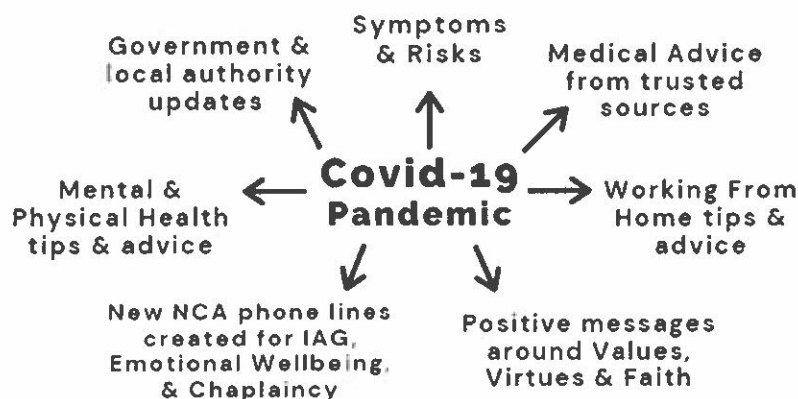 Symptoms
& Risks
Government &
local authority
updates
Medical Advice
from trusted
sources
Covid-19
Pandemic
Mental &
Physical Health
tips & advice
Working From
Home tips &
advice
New NCA phone lines
created for IAG,
Emotional Wellbeing,
& Chaplaincy
Positive messages
around Values,
Virtues & Faith